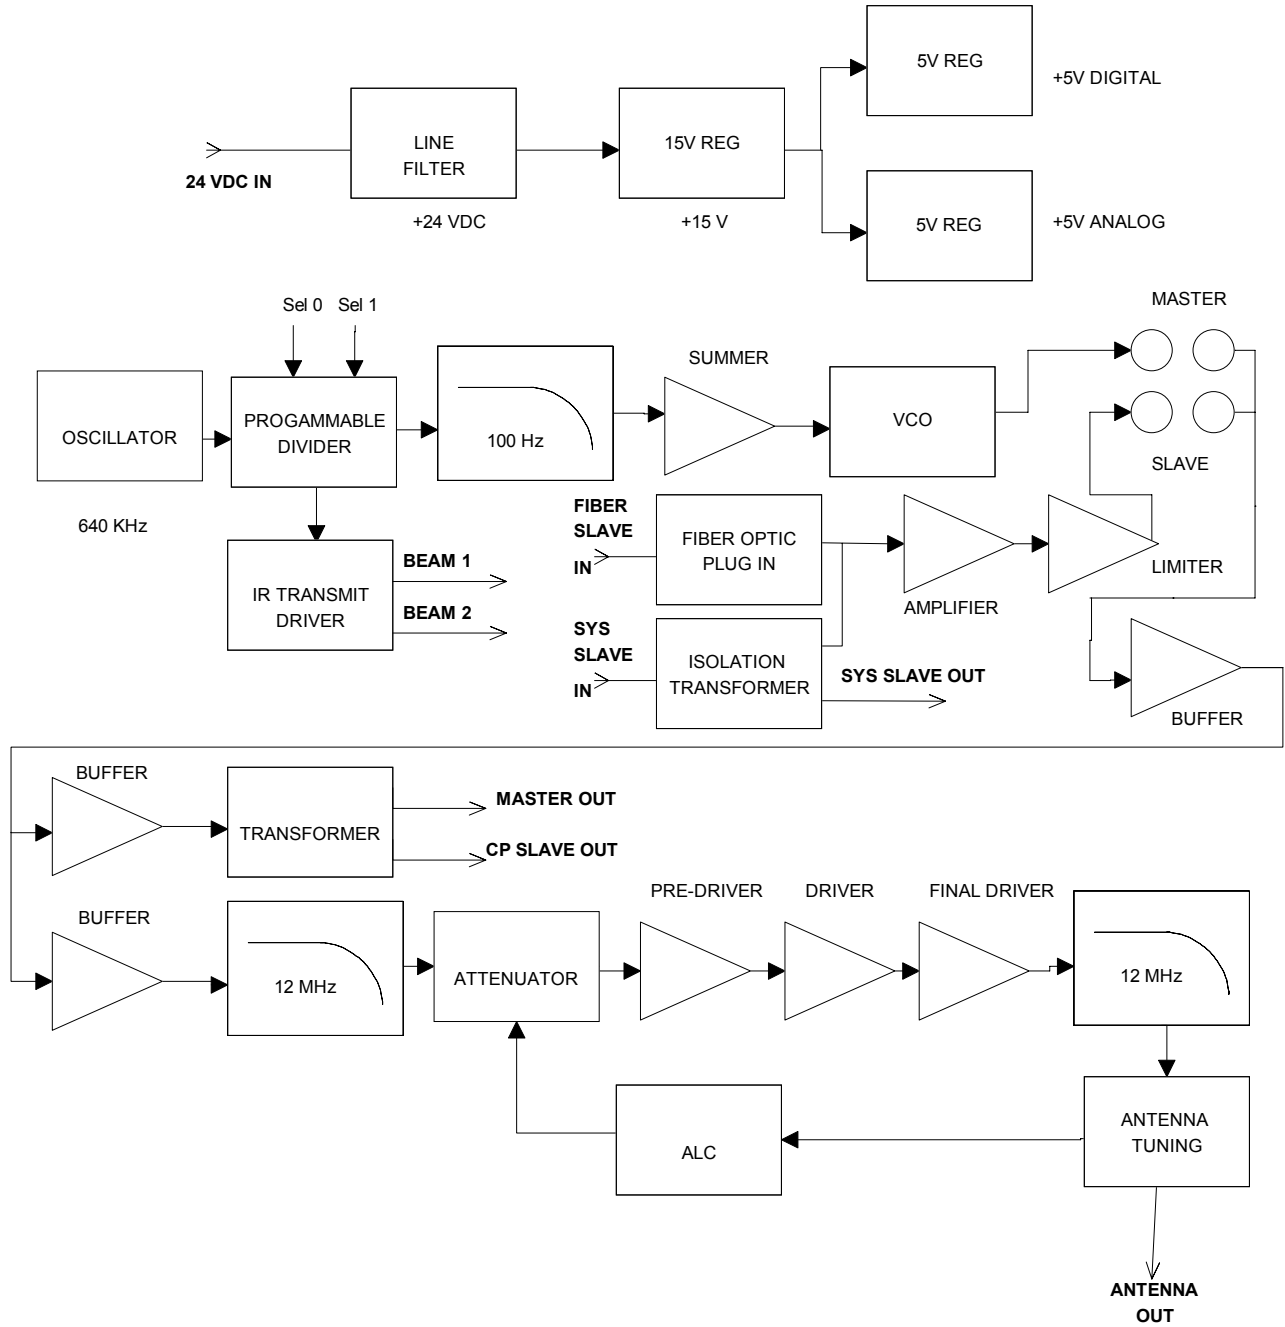 5V REG
+5V DIGITAL
LINE
FILTER
15V REG
24 VDC IN
+24 VDC
+15 V
5V REG
+5V ANALOG
Sel 0
Sel 1
MASTER
SUMMER
OSCILLATOR
PROGAMMABLE
DIVIDER
100 Hz
VCO
SLAVE
640 KHz
FIBER
SLAVE
IN
FIBER OPTIC
PLUG IN
AMPLIFIER
LIMITER
IR TRANSMIT
DRIVER
BEAM 1
BEAM 2
SYS
SLAVE
IN
ISOLATION
TRANSFORMER
SYS SLAVE OUT
BUFFER
BUFFER
TRANSFORMER
MASTER OUT
CP SLAVE OUT
BUFFER
12 MHz
ATTENUATOR
PRE-DRIVER
DRIVER
FINAL DRIVER
12 MHz
ALC
ANTENNA
TUNING
ANTENNA
OUT